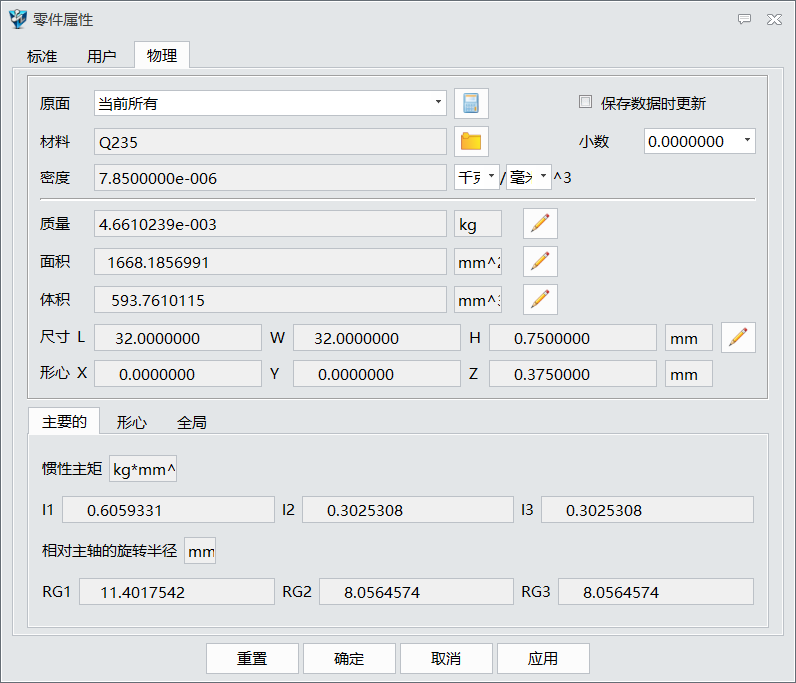 零件属性
标准 用户 物理
原面 当前所有 保存数据时更新
材料 Q235 小数 0.0000000
密度 7.8500000e-006 千克 / 毫米 ^3
质量 4.6610239e-003 kg
面积 1668.1856991 mm^2
体积 593.7610115 mm^3
尺寸 L 32.0000000 W 32.0000000 H 0.7500000 mm
形心 X 0.0000000 Y 0.0000000 Z 0.3750000 mm
主要的 形心 全局
惯性主矩 kg*mm^
I1 0.6059331 I2 0.3025308 I3 0.3025308
相对主轴的旋转半径 mm
RG1 11.4017542 RG2 8.0564574 RG3 8.0564574
重置 确定 取消 应用